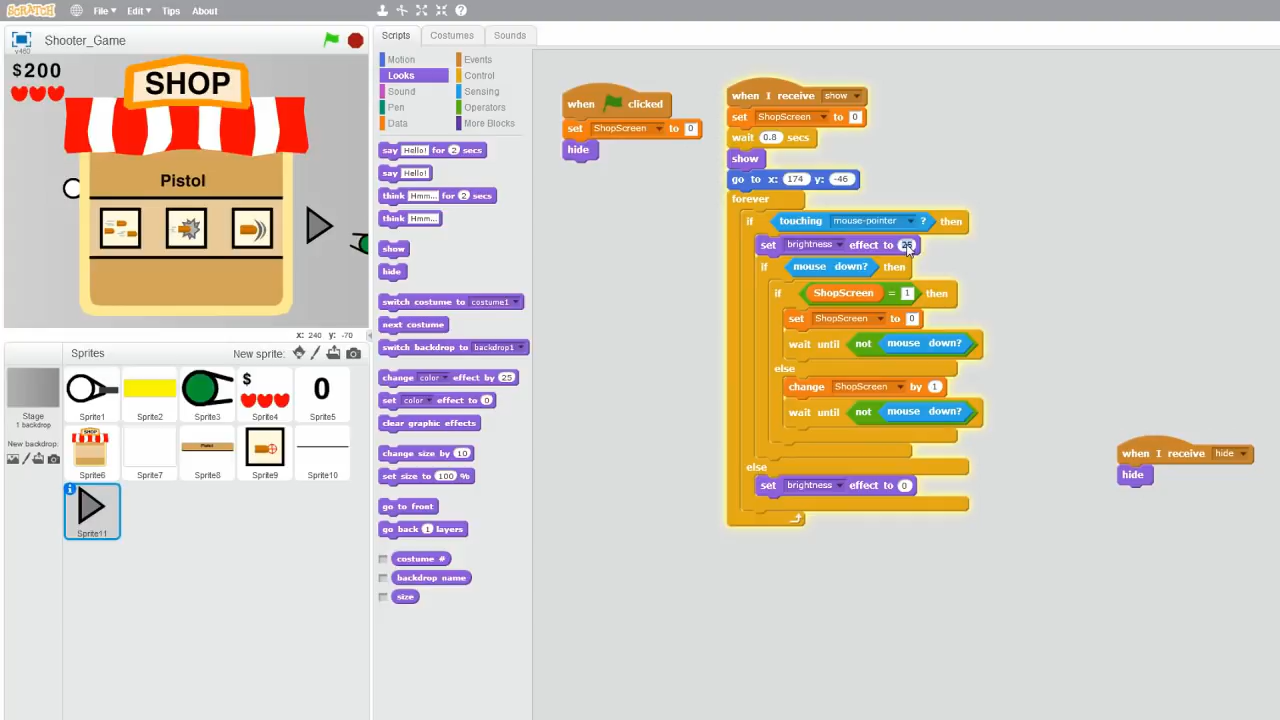 SCRATCH File Edit Tips About
v460 Shooter_Game
Scripts Costumes Sounds
$200
SHOP
Pistol
x: 240 y: -70
Motion Events
Looks Control
Sound Sensing
Pen Operators
Data More Blocks
say Hello! for 2 secs
say Hello!
think Hmm... for 2 secs
think Hmm...
show
hide
switch costume to costume1
next costume
switch backdrop to backdrop1
change color effect by 25
set color effect to 0
clear graphic effects
change size by 10
set size to 100 %
go to front
go back 1 layers
costume #
backdrop name
size
when clicked
set ShopScreen to 0
hide
when I receive show
set ShopScreen to 0
wait 0.8 secs
show
go to x: 174 y: -46
forever
if touching mouse-pointer ? then
set brightness effect to
if mouse down? then
if ShopScreen = 1 then
set ShopScreen to 0
wait until not mouse down?
else
change ShopScreen by 1
wait until not mouse down?
else
set brightness effect to 0
when I receive hide
hide
Sprites New sprite:
Stage
1 backdrop
New backdrop:
Sprite1 Sprite2 Sprite3 Sprite4 Sprite5
$
0
SHOP
Pistol
Sprite6 Sprite7 Sprite8 Sprite9 Sprite10
Sprite11